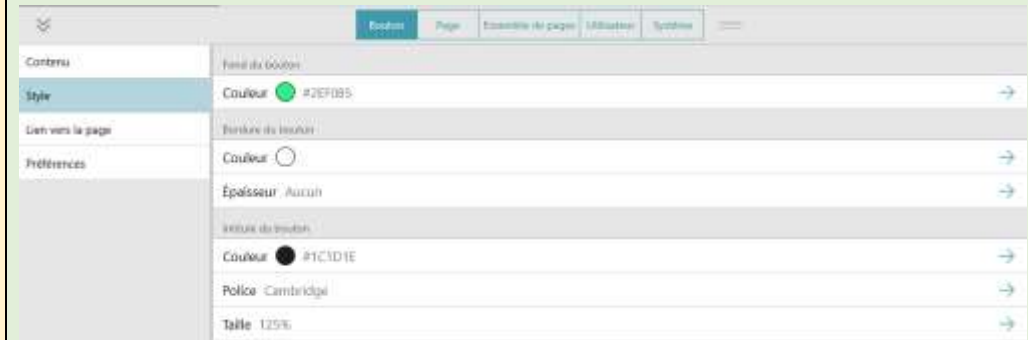 Bouton Page Ensemble de pages Utilisateur Système
Contenu
Fond du bouton
Style
Couleur #2EF085
Lien vers la page
Bordure du bouton
Préférences
Couleur
Épaisseur Aucun
Intitulé du bouton
Couleur #1C1D1E
Police Cambridge
Taille 125%